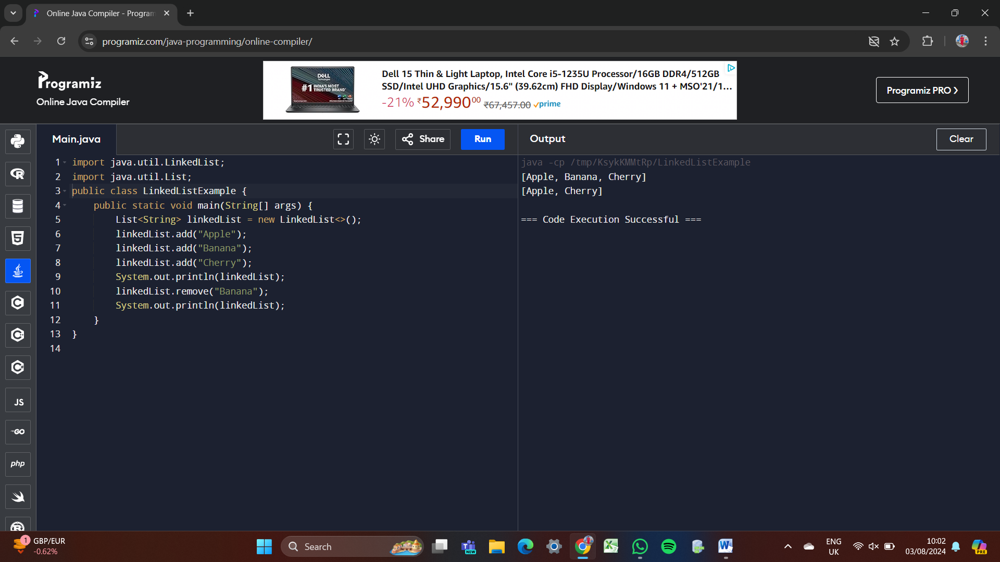 Online Java Compiler - Program
programiz.com/java-programming/online-compiler/
Programiz
Online Java Compiler
DELL
Technologies
#1 INDIA'S MOST
TRUSTED BRAND*
Dell 15 Thin & Light Laptop, Intel Core i5-1235U Processor/16GB DDR4/512GB
SSD/Intel UHD Graphics/15.6" (39.62cm) FHD Display/Windows 11 + MSO'21/1...
-21% ₹52,990⁰⁰ ₹67,457.00 prime
Programiz PRO ❯
Main.java
Share
Run
Output
Clear
1 import java.util.LinkedList;
2 import java.util.List;
3 public class LinkedListExample {
4 public static void main(String[] args) {
5 List<String> linkedList = new LinkedList<>();
6 linkedList.add("Apple");
7 linkedList.add("Banana");
8 linkedList.add("Cherry");
9 System.out.println(linkedList);
10 linkedList.remove("Banana");
11 System.out.println(linkedList);
12 }
13 }
14
java -cp /tmp/KsykKMMtRp/LinkedListExample
[Apple, Banana, Cherry]
[Apple, Cherry]
=== Code Execution Successful ===
JS
GO
php
1
GBP/EUR
-0.62%
Search
NEW
ENG
UK
10:02
03/08/2024
PRE